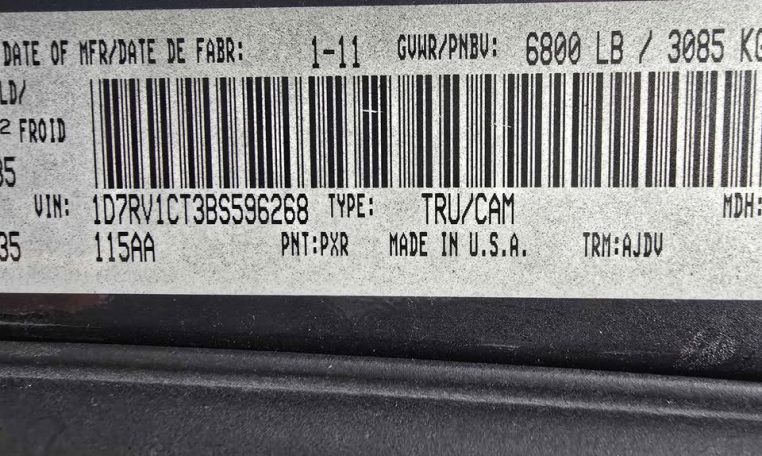 DATE OF MFR/DATE DE FABR: 1-11 GVWR/PNBV: 6800 LB / 3085 KG
LD/
² FROID
35
VIN: 1D7RV1CT3BS596268 TYPE: TRU/CAM MDH:
35 115AA PNT:PXR MADE IN U.S.A. TRM:AJDV